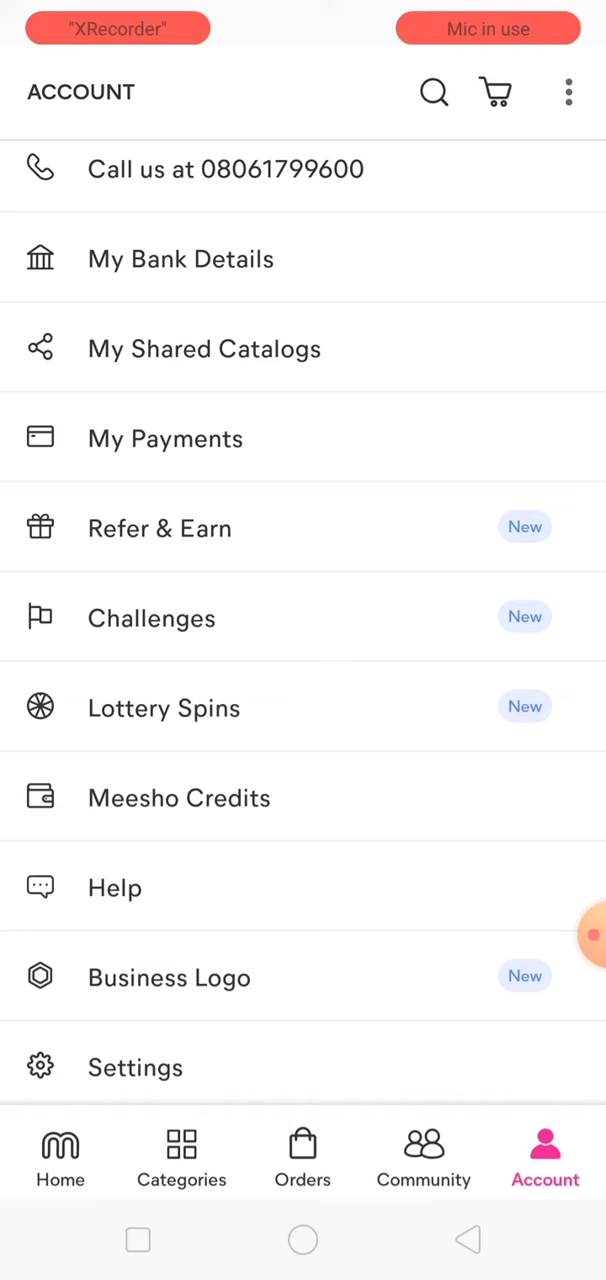 "XRecorder" Mic in use
ACCOUNT
Call us at 08061799600
My Bank Details
My Shared Catalogs
My Payments
Refer & Earn New
Challenges New
Lottery Spins New
Meesho Credits
Help
Business Logo New
Settings
Home Categories Orders Community Account